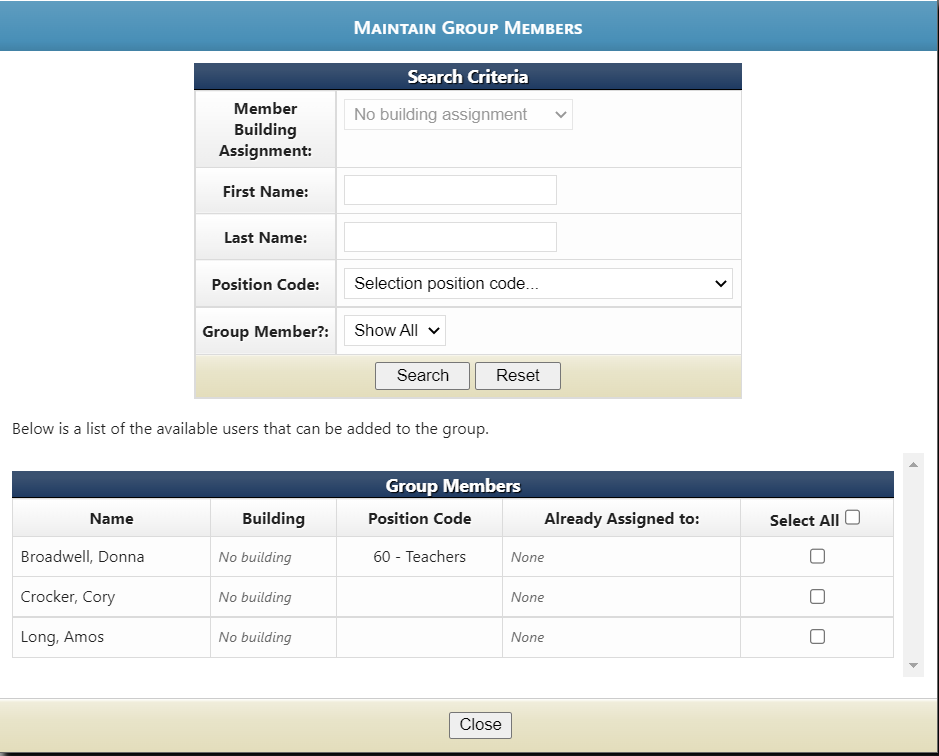 Maintain Group Members
Search Criteria
Member
Building
Assignment:
No building assignment
First Name:
Last Name:
Position Code:
Selection position code...
Group Member?:
Show All
Search
Reset
Below is a list of the available users that can be added to the group.
Group Members
Name Building Position Code Already Assigned to: Select All
Broadwell, Donna No building 60 - Teachers None
Crocker, Cory No building None
Long, Amos No building None
Close